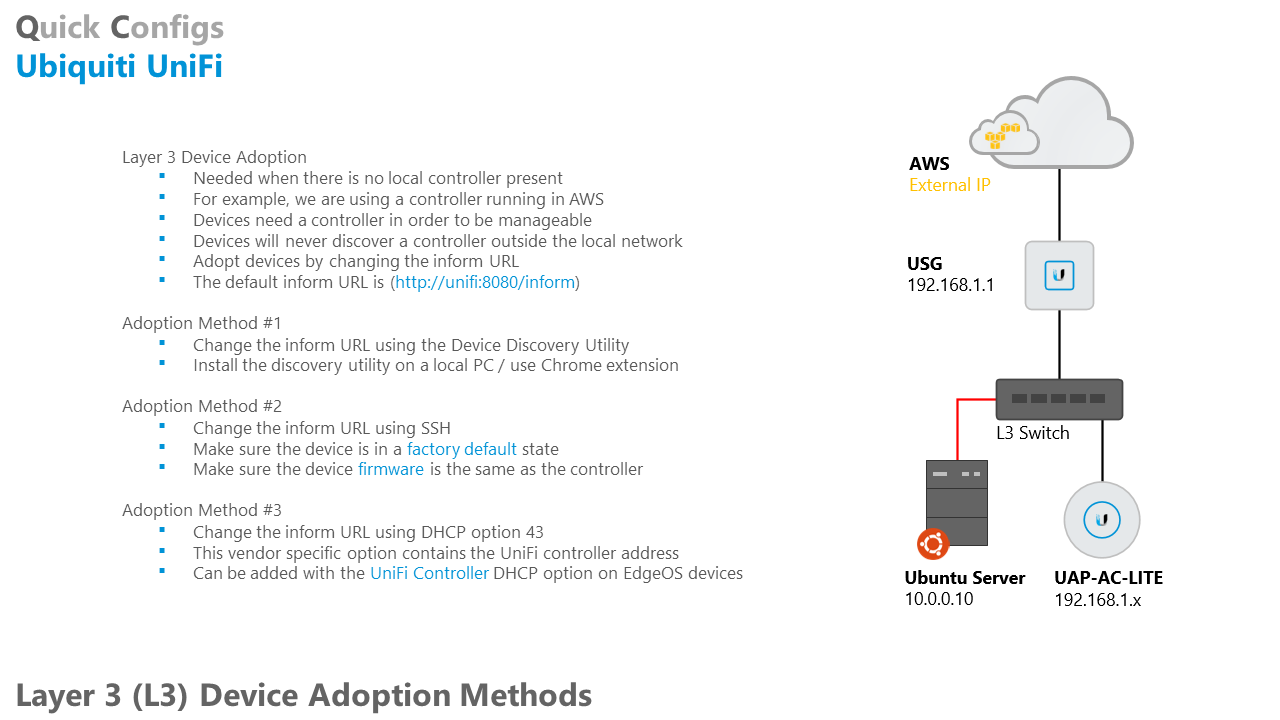 Quick Configs
Ubiquiti UniFi
Layer 3 Device Adoption
Needed when there is no local controller present
For example, we are using a controller running in AWS
Devices need a controller in order to be manageable
Devices will never discover a controller outside the local network
Adopt devices by changing the inform URL
The default inform URL is (http://unifi:8080/inform)
Adoption Method #1
Change the inform URL using the Device Discovery Utility
Install the discovery utility on a local PC / use Chrome extension
Adoption Method #2
Change the inform URL using SSH
Make sure the device is in a factory default state
Make sure the device firmware is the same as the controller
Adoption Method #3
Change the inform URL using DHCP option 43
This vendor specific option contains the UniFi controller address
Can be added with the UniFi Controller DHCP option on EdgeOS devices
AWS
External IP
USG
192.168.1.1
L3 Switch
Ubuntu Server
10.0.0.10
UAP-AC-LITE
192.168.1.x
Layer 3 (L3) Device Adoption Methods